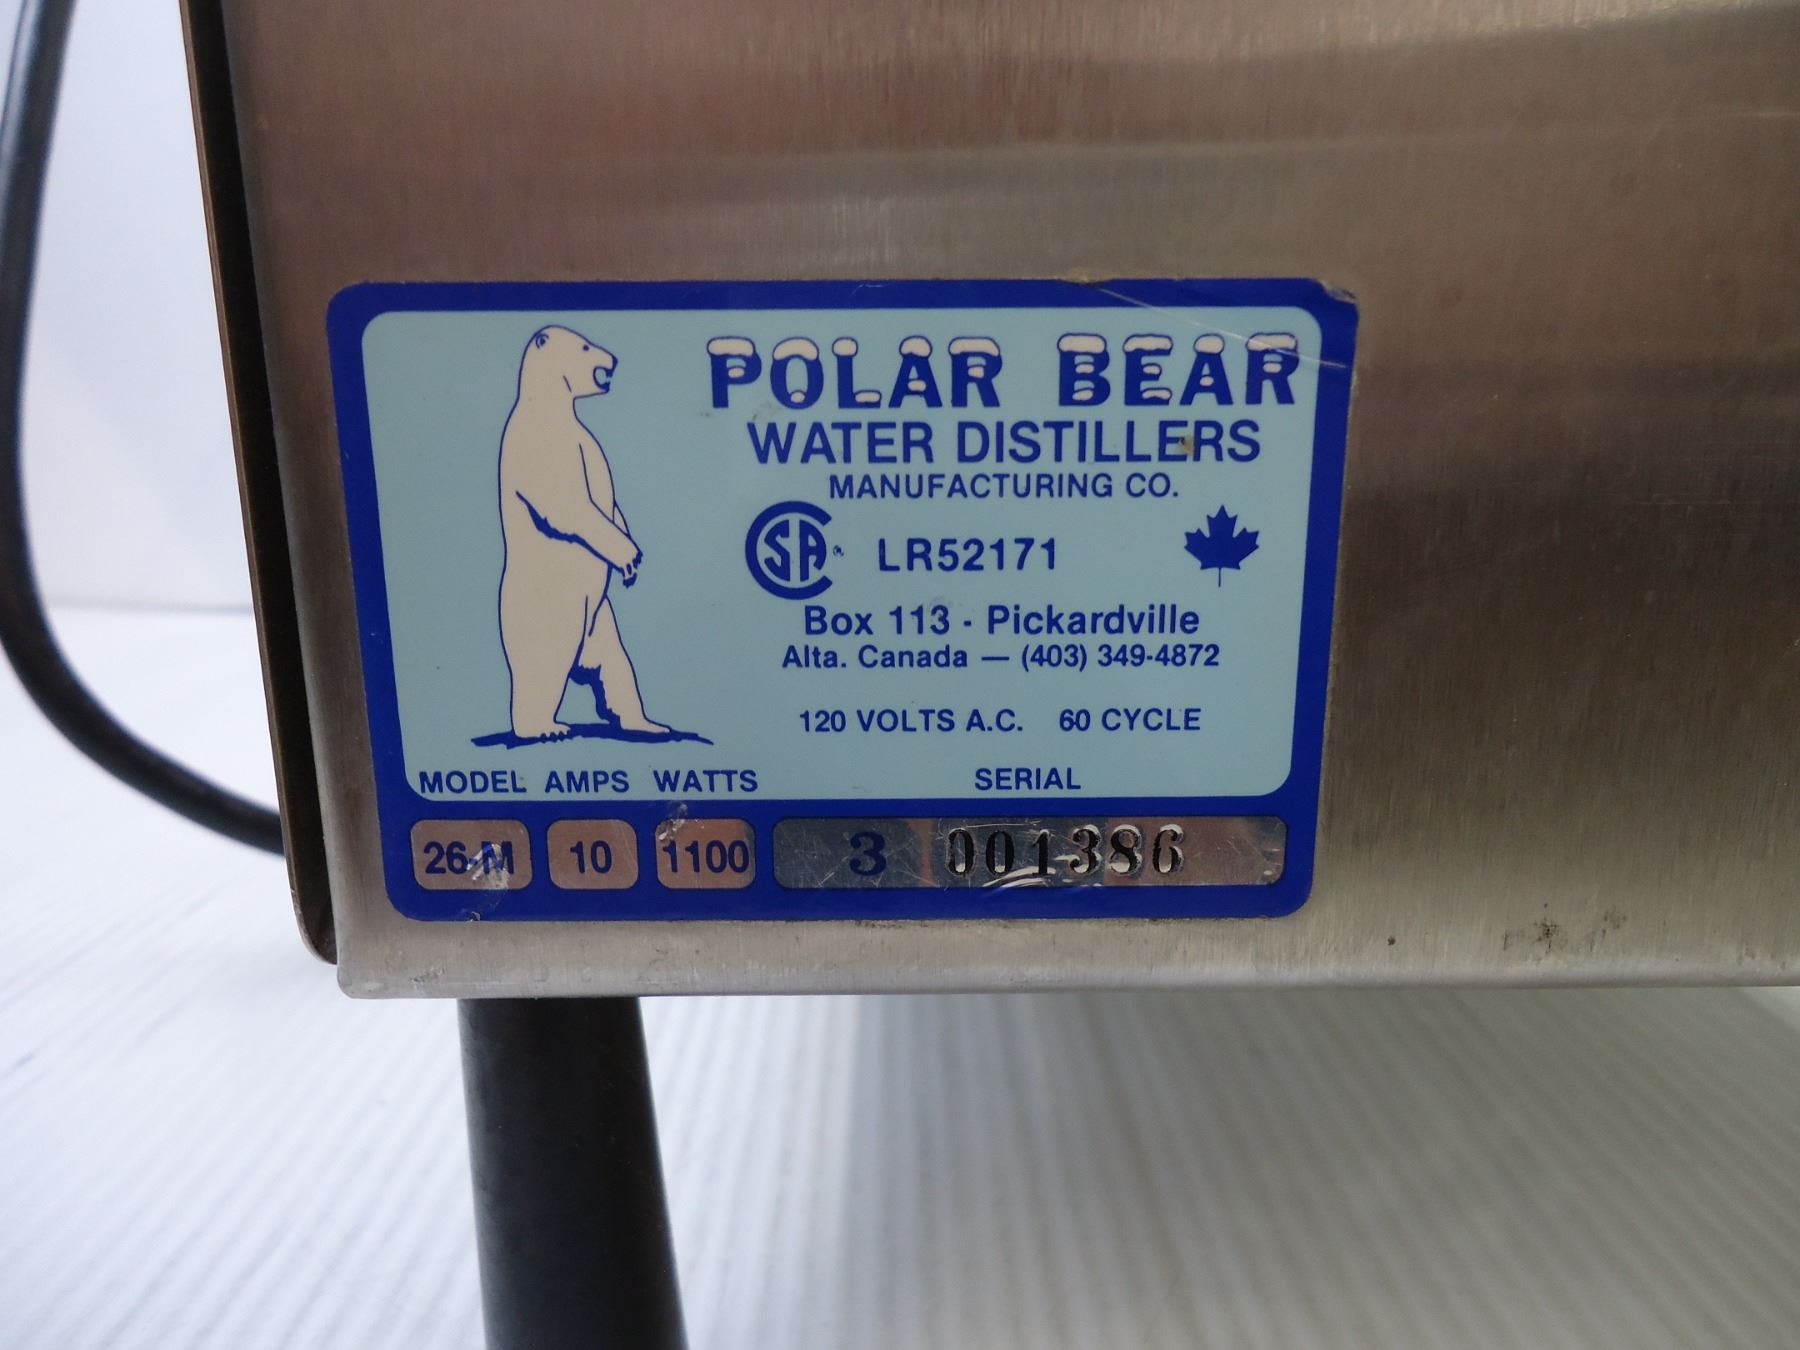 POLAR BEAR
WATER DISTILLERS
MANUFACTURING CO.
CSA LR52171
Box 113 - Pickardville
Alta. Canada — (403) 349-4872
120 VOLTS A.C. 60 CYCLE
MODEL AMPS WATTS SERIAL
26-M 10 1100 3 001386